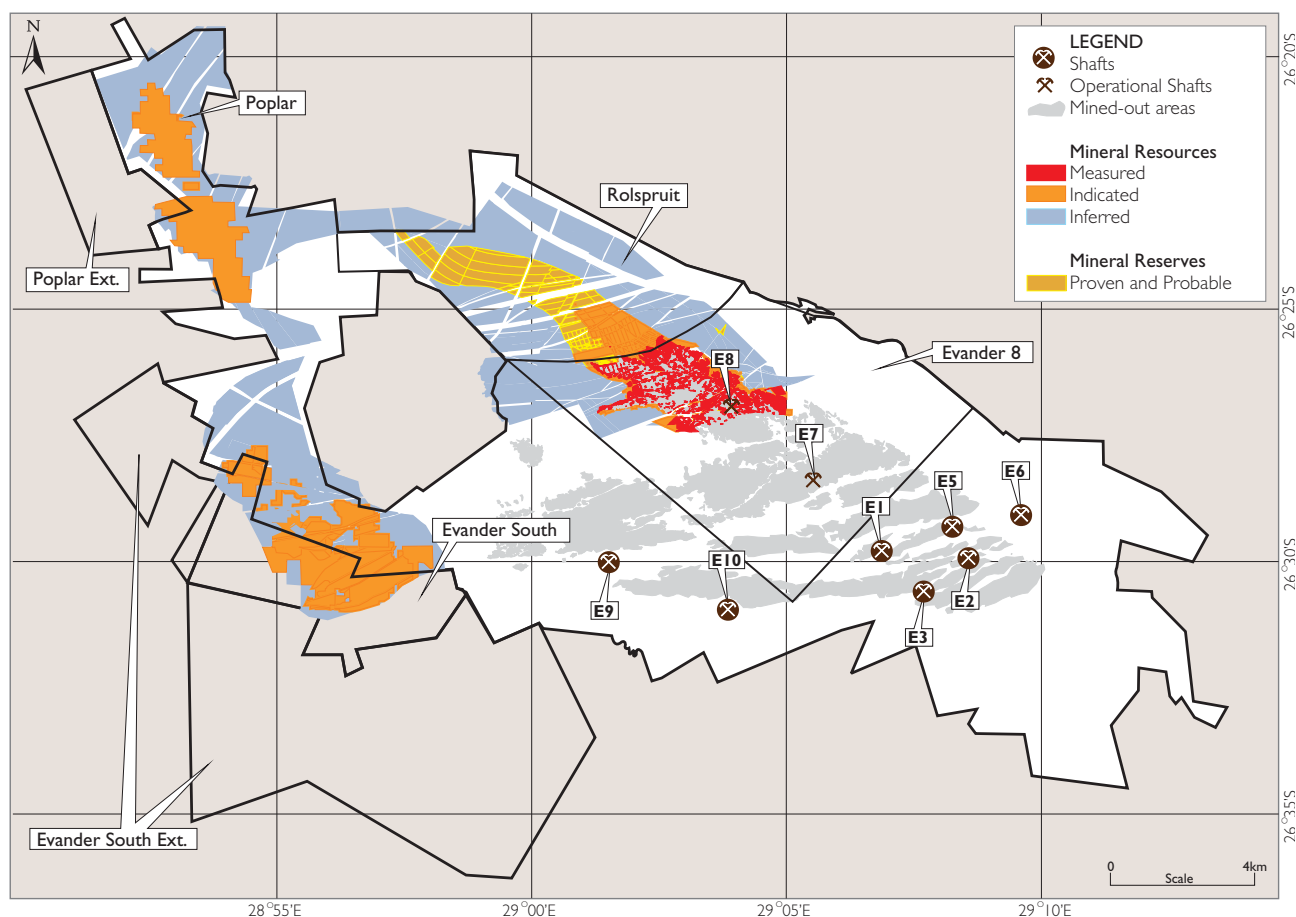 N
LEGEND
Shafts
Operational Shafts
Mined-out areas
Mineral Resources
Measured
Indicated
Inferred
Mineral Reserves
Proven and Probable
Poplar
Rolspruit
Poplar Ext.
Evander 8
E8
E7
E6
E5
E1
Evander South
E10
E9
E2
E3
Evander South Ext.
0 4km
Scale
26°20'S
26°25'S
26°30'S
26°35'S
28°55'E
29°00'E
29°05'E
29°10'E